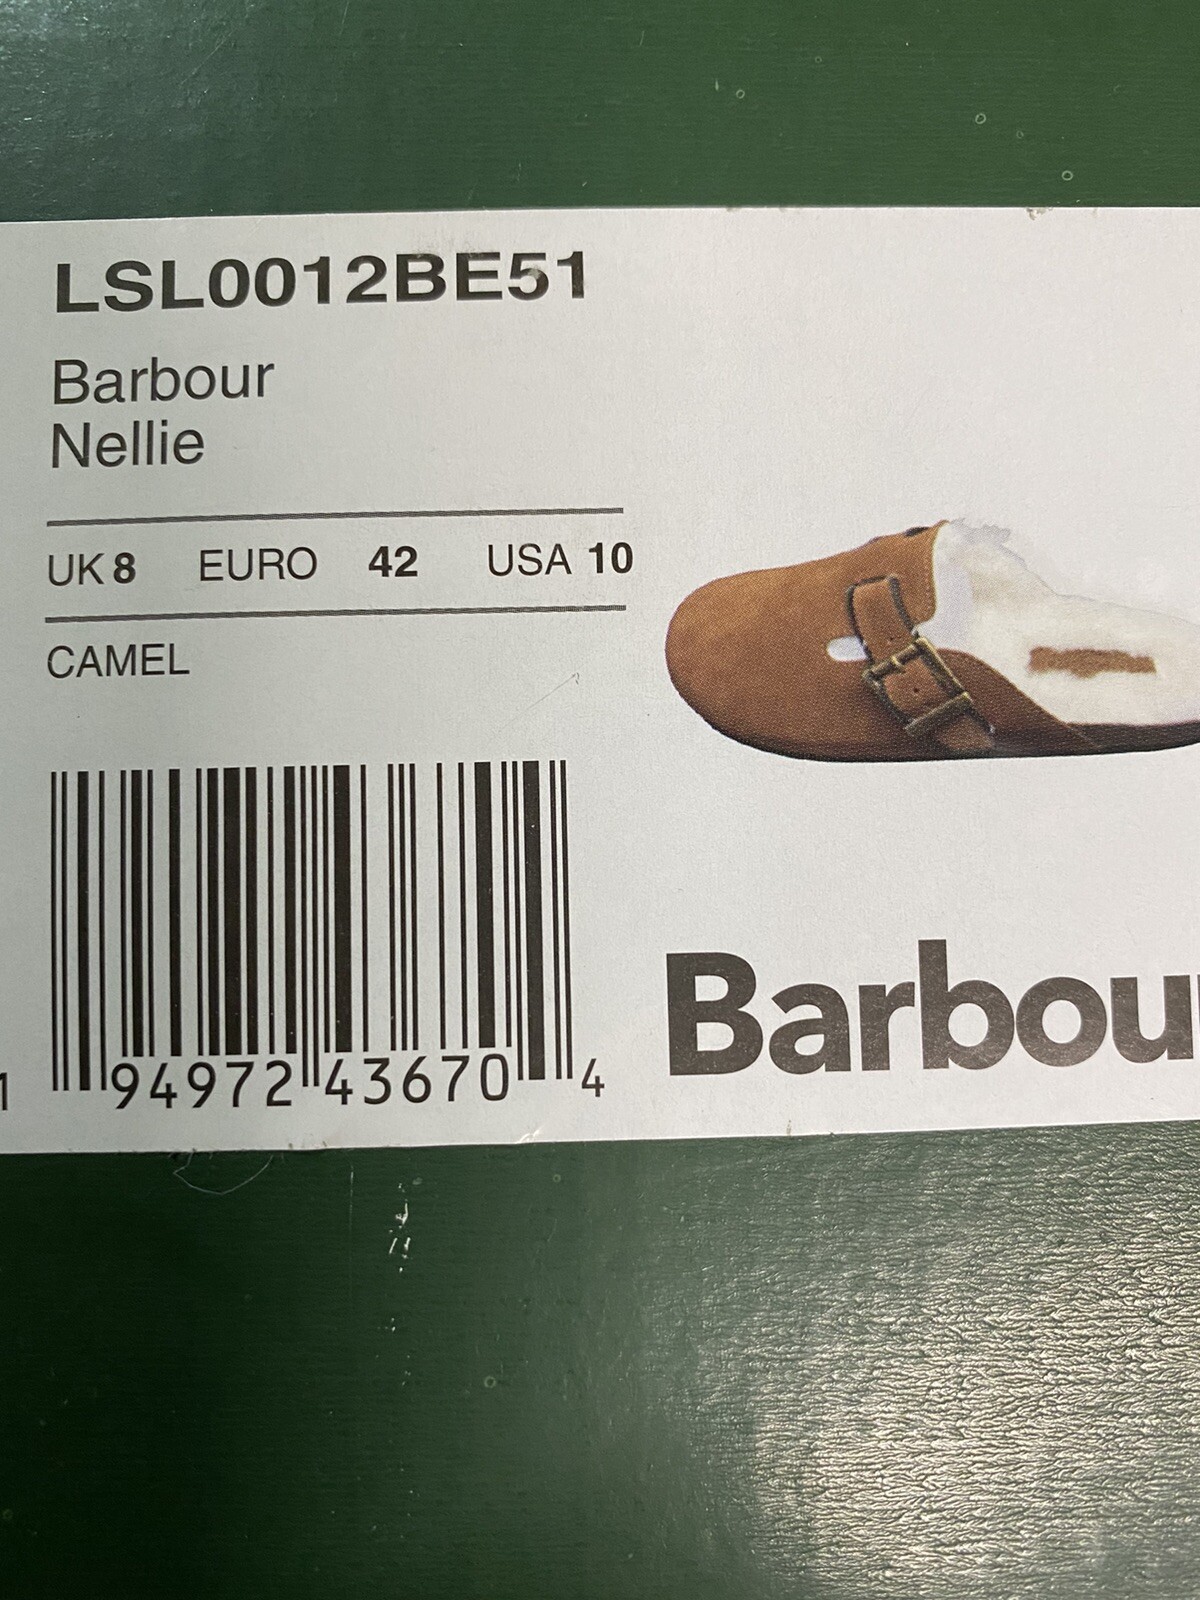 LSL0012BE51
Barbour
Nellie
UK 8 EURO 42 USA 10
CAMEL
1 94972 43670 4
Barbou